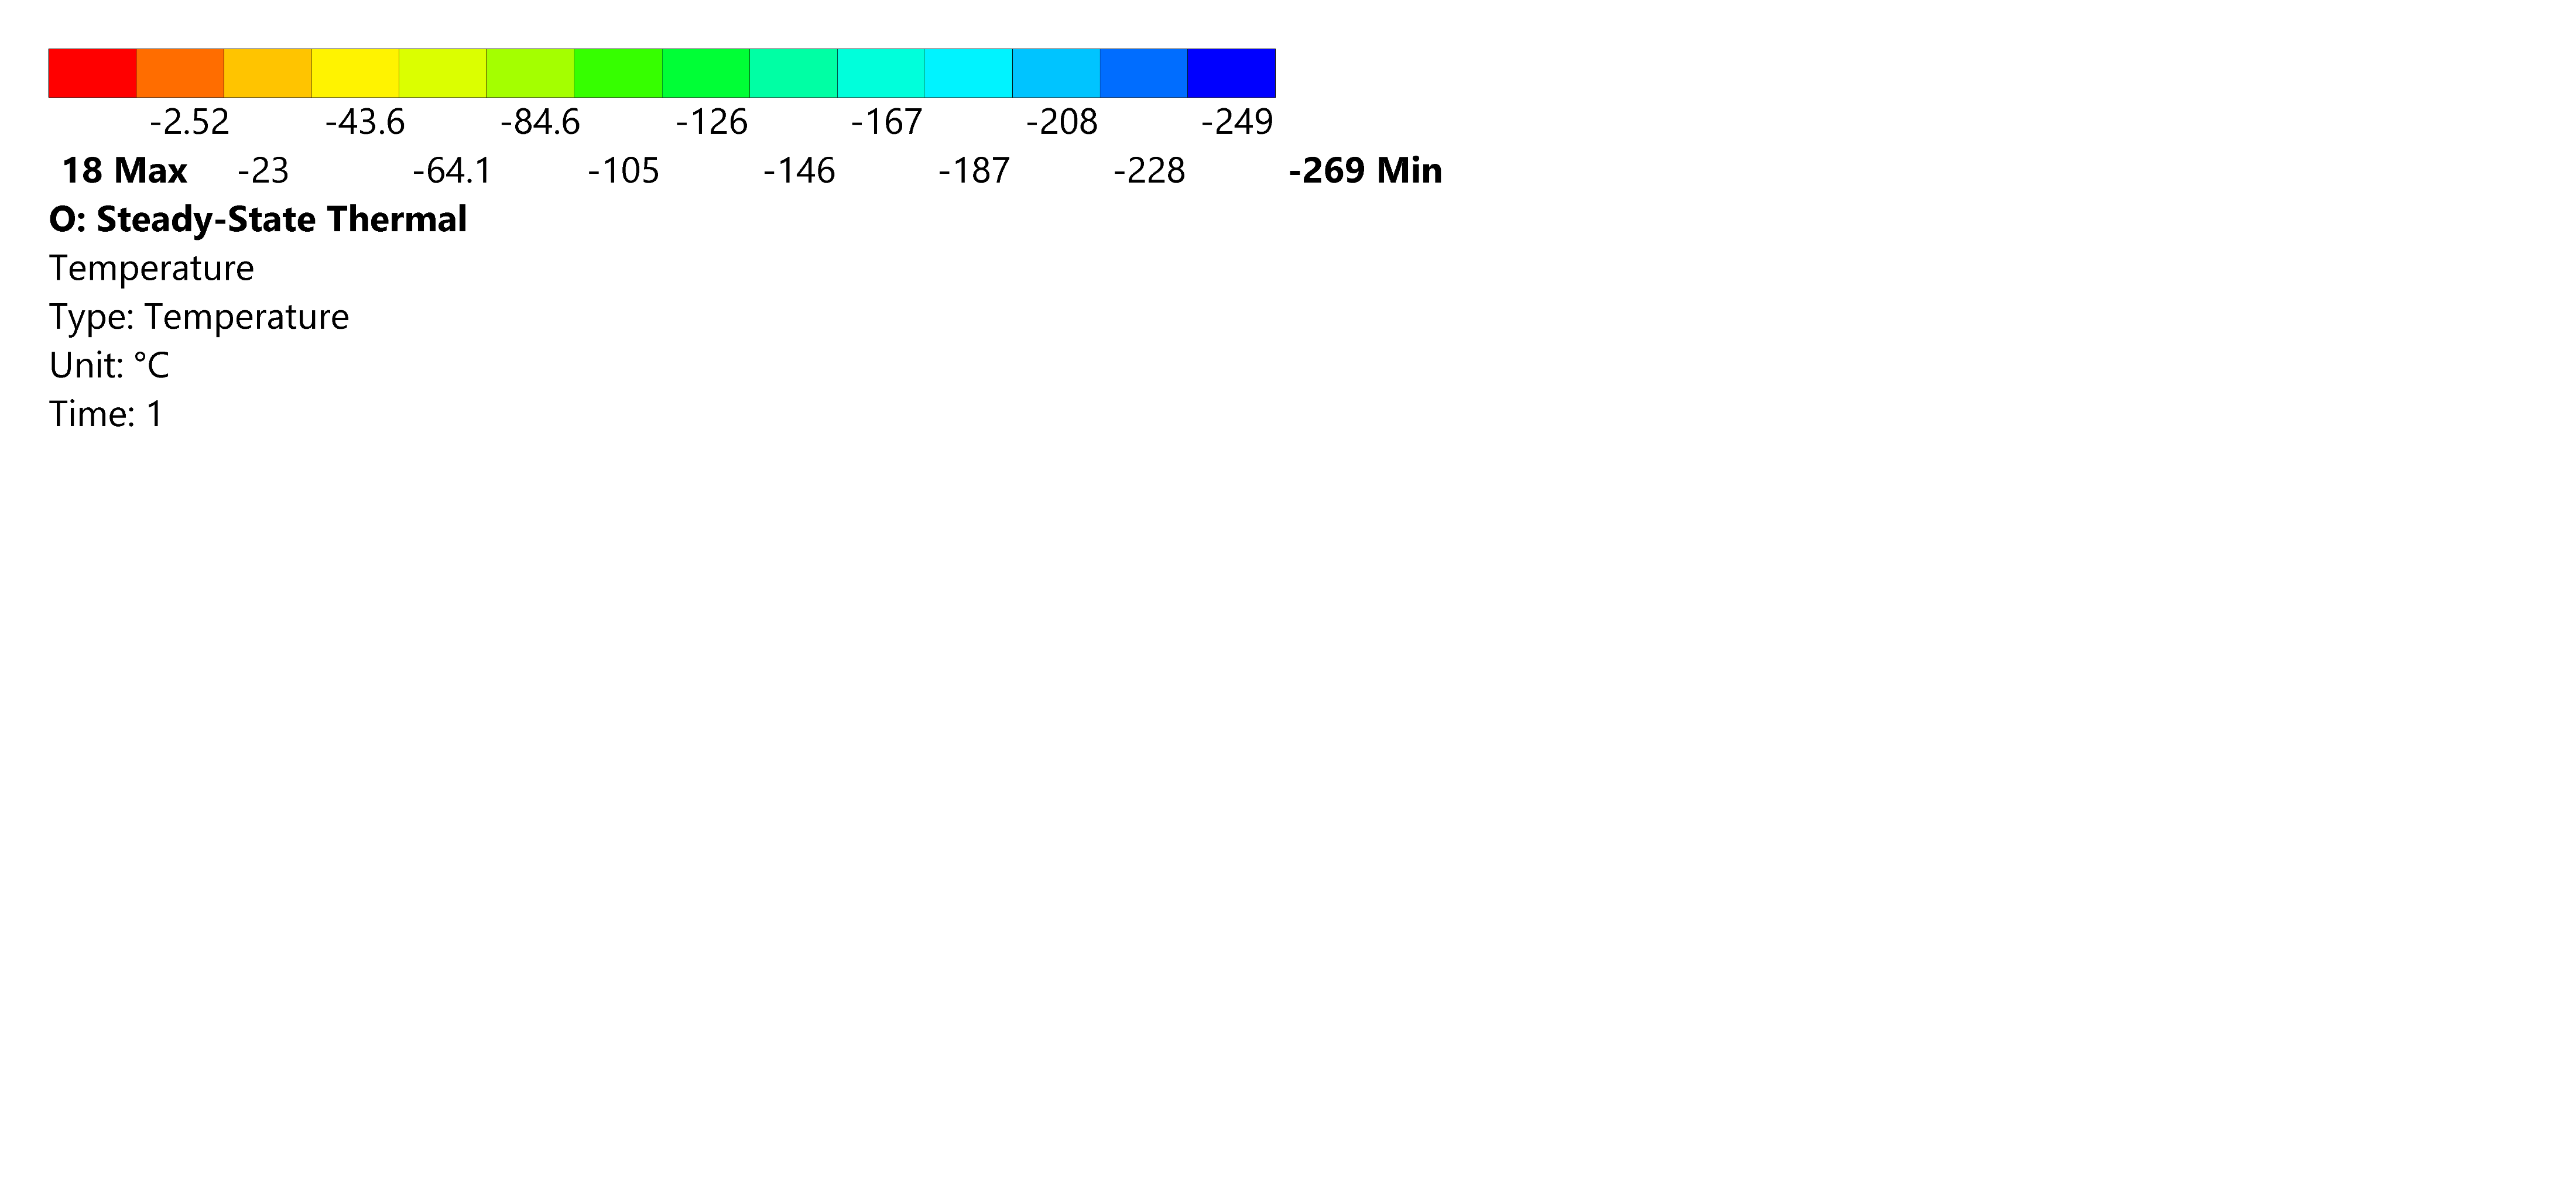 -2.52 -43.6 -84.6 -126 -167 -208 -249
18 Max -23 -64.1 -105 -146 -187 -228 -269 Min
O: Steady-State Thermal
Temperature
Type: Temperature
Unit: °C
Time: 1